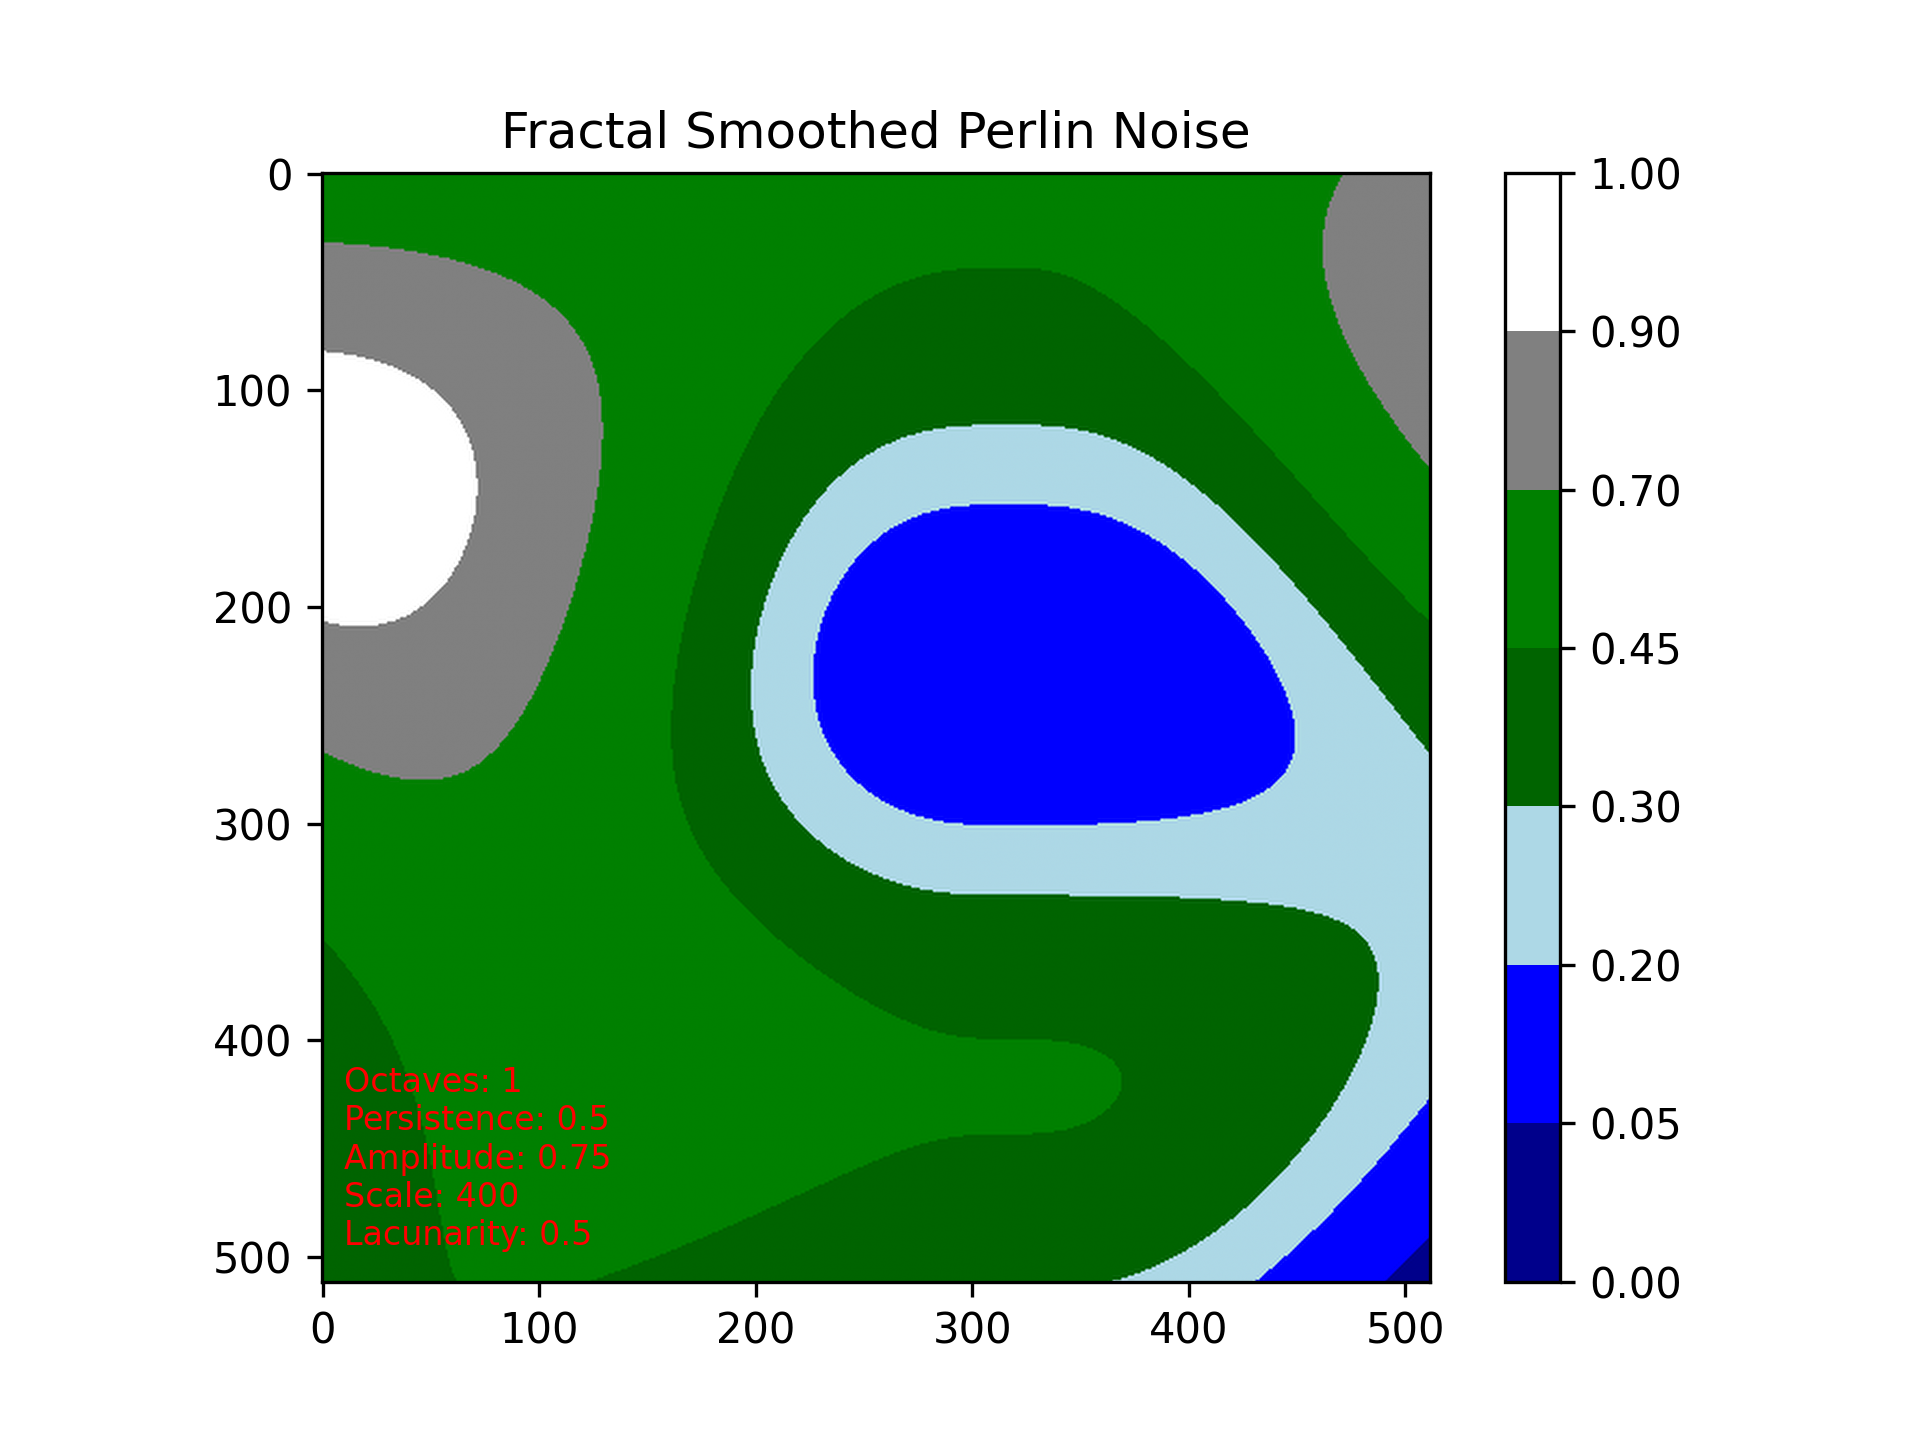 Fractal Smoothed Perlin Noise
0
100
200
300
400
500
Octaves: 1
Persistence: 0.5
Amplitude: 0.75
Scale: 400
Lacunarity: 0.5
0 100 200 300 400 500
1.00
0.90
0.70
0.45
0.30
0.20
0.05
0.00